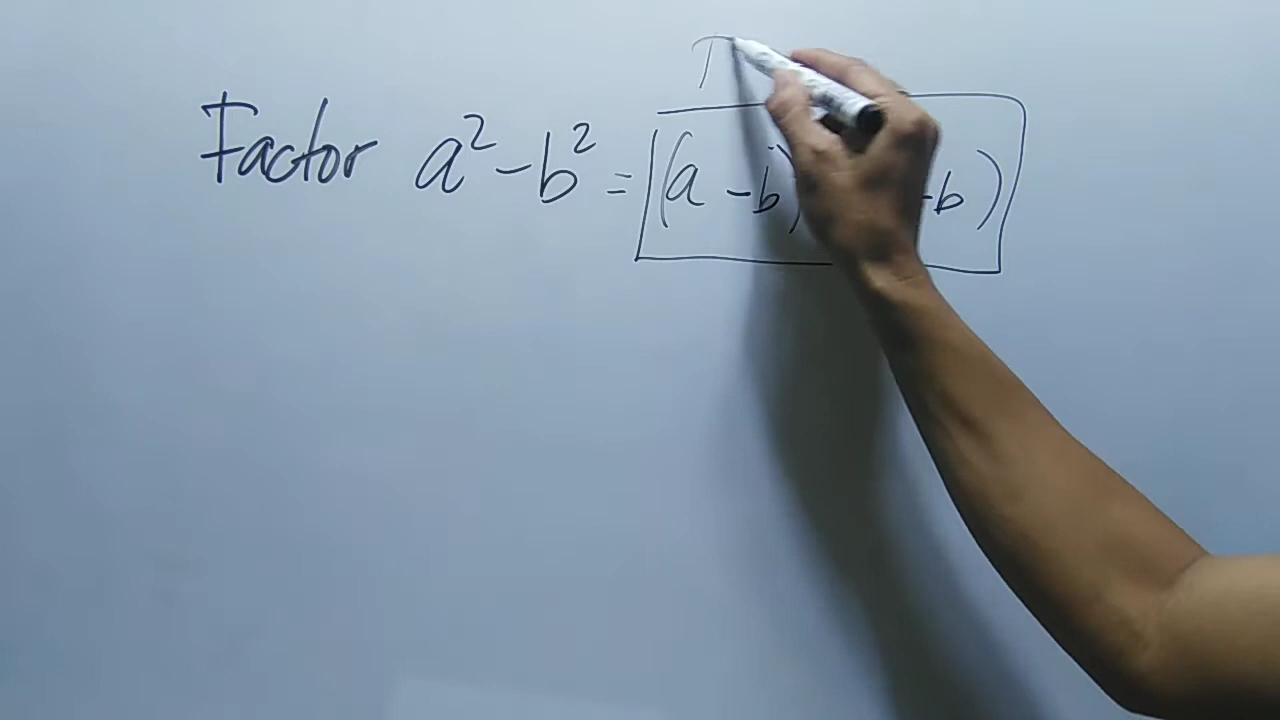 Factor a² - b² = (a - b) - b)